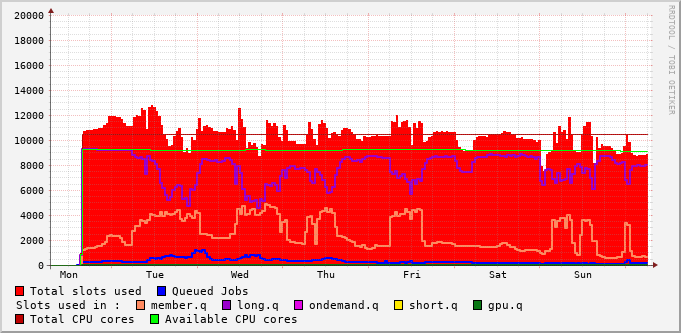 20000
18000
16000
14000
12000
10000
8000
6000
4000
2000
0
Mon Tue Wed Thu Fri Sat Sun
RRDTOOL / TOBI OETIKER
Total slots used Queued Jobs
Slots used in : member.q long.q ondemand.q short.q gpu.q
Total CPU cores Available CPU cores